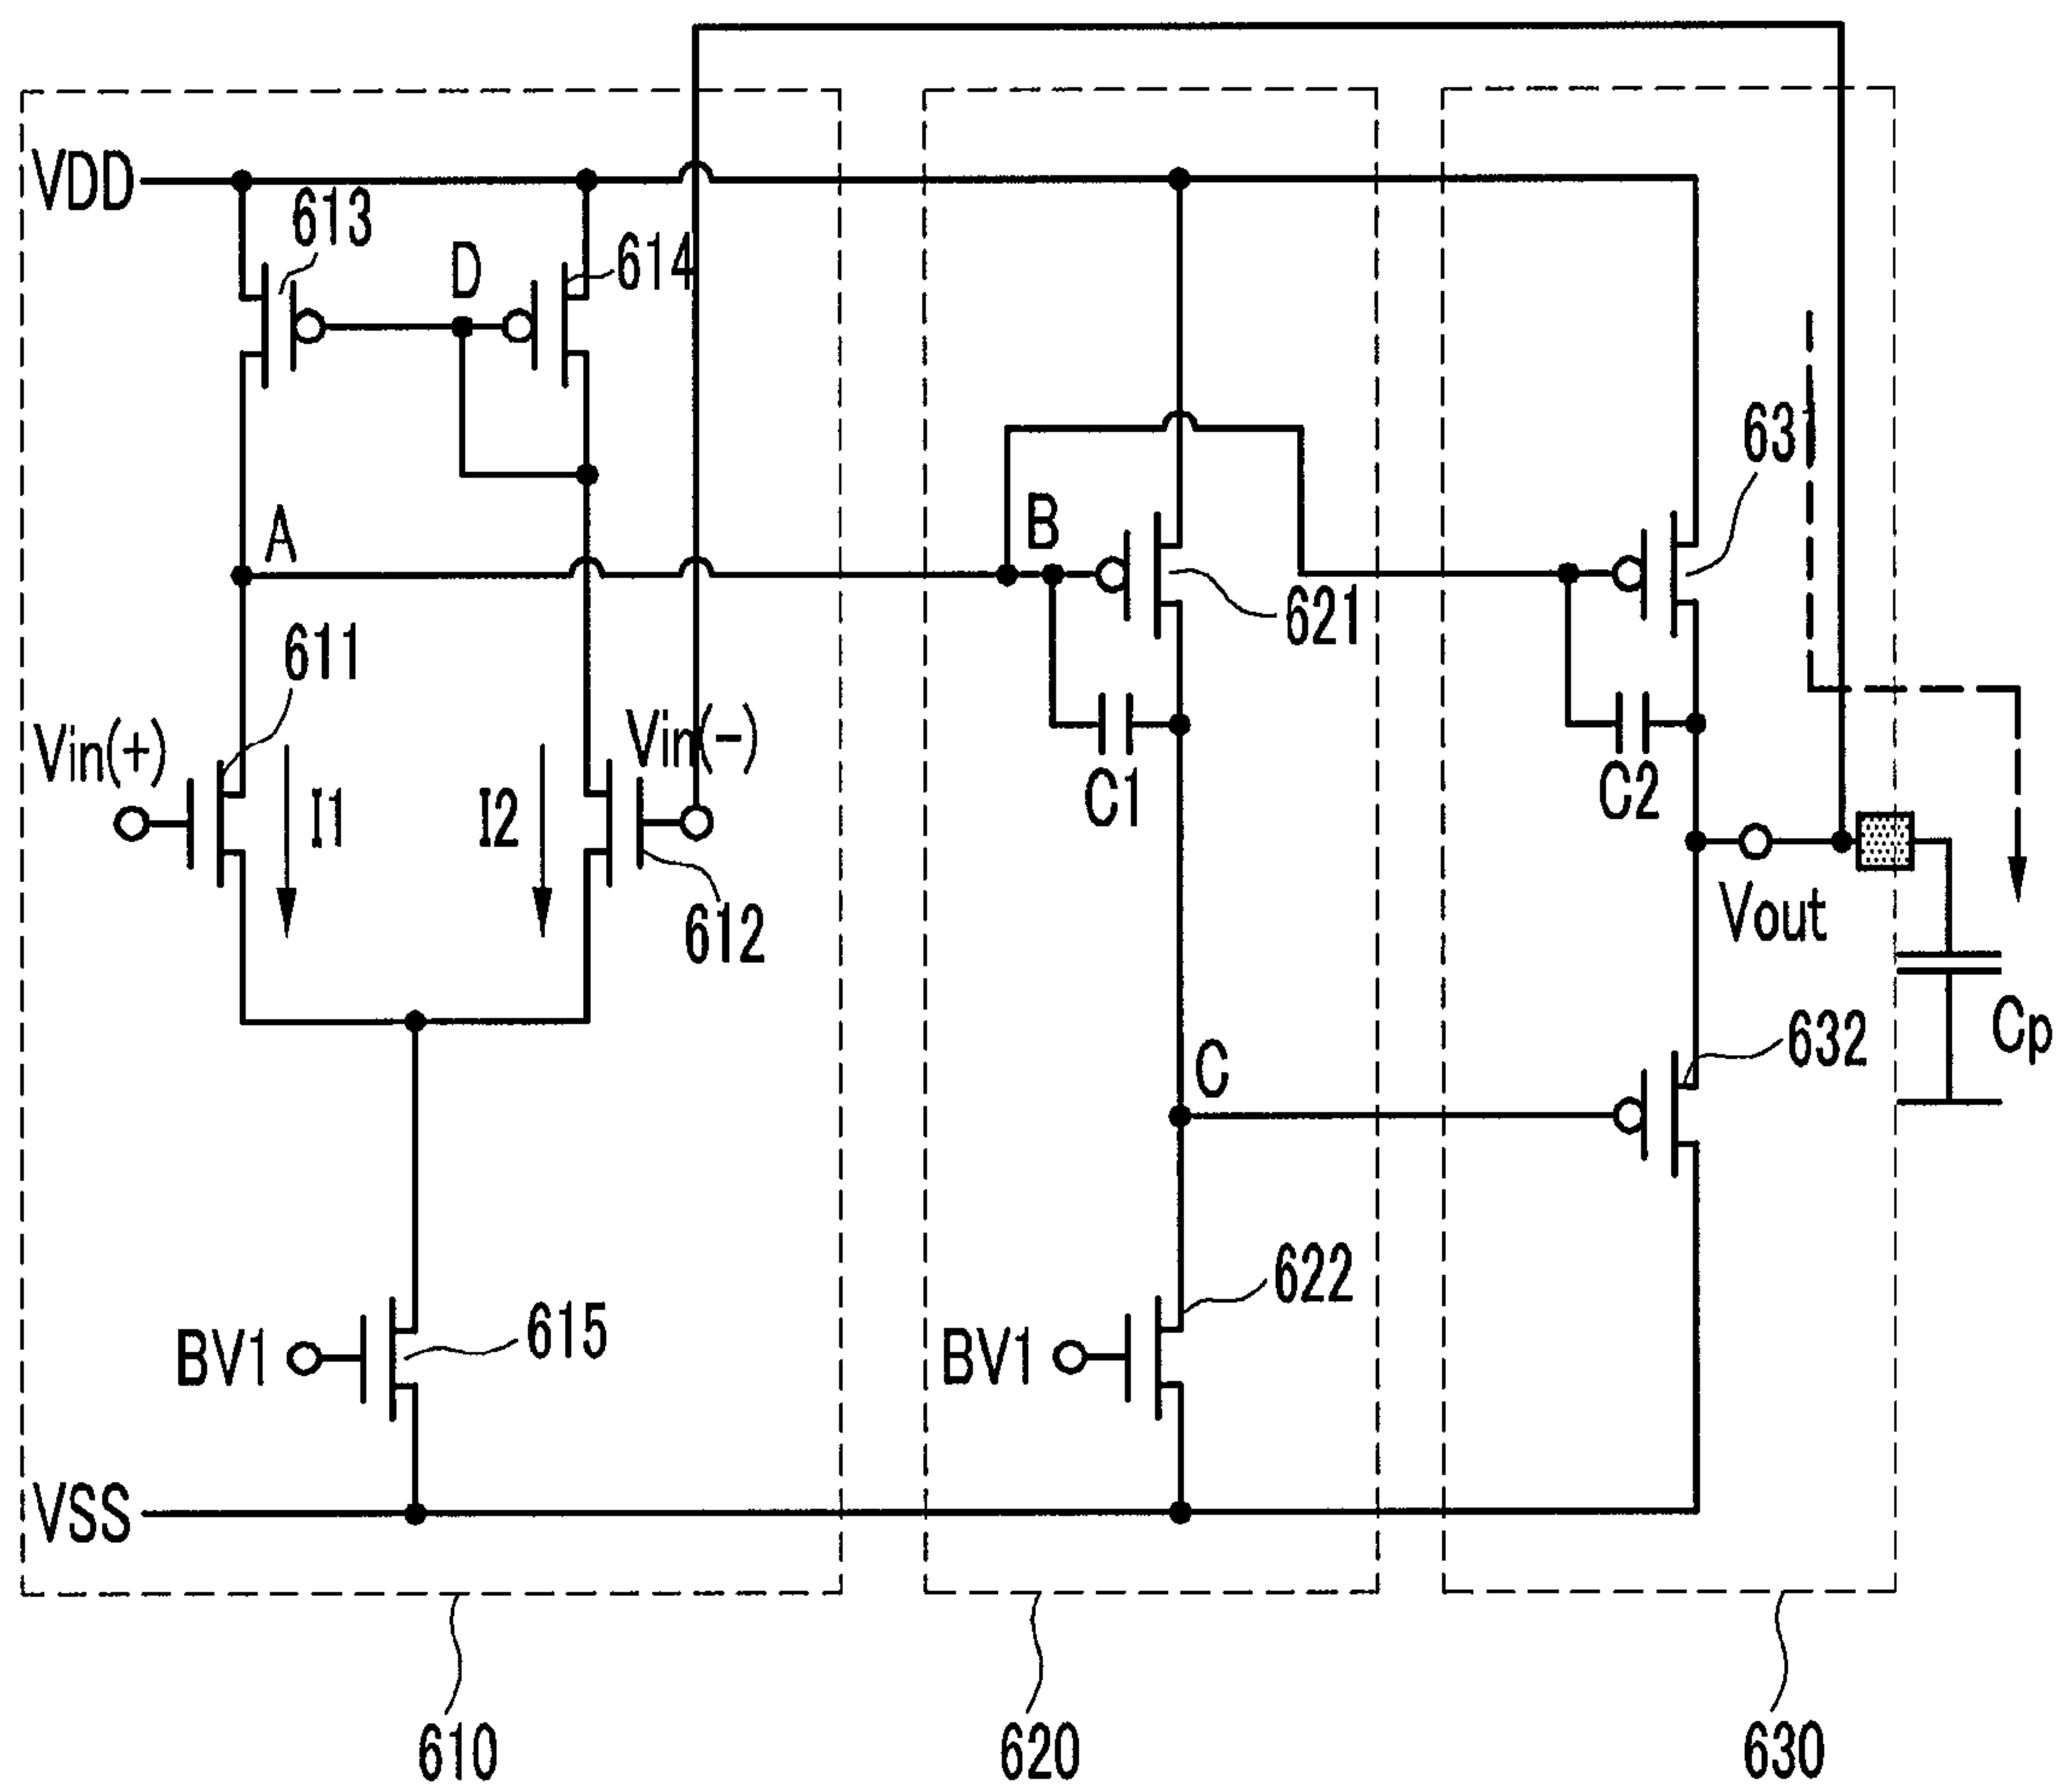 VDD
613
D
614
631
A
B
621
611
Vin(+)
Vin(-)
I1
I2
C1
C2
612
Vout
Cp
C
632
BV1
615
BV1
622
VSS
610
620
630